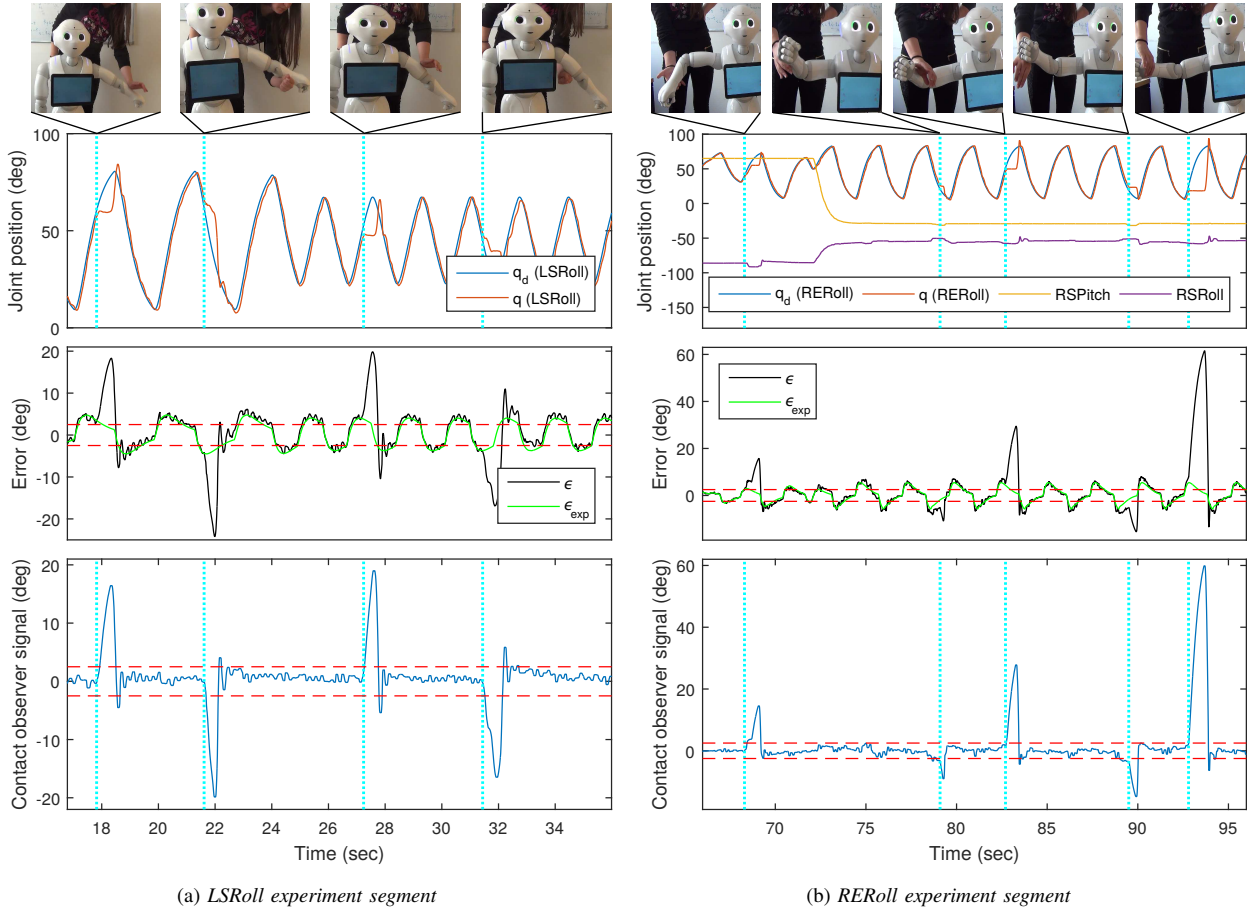 100
50
0
Joint position (deg)
q_d (LSRoll)
q (LSRoll)
20
10
0
-10
-20
Error (deg)
ϵ
ϵ_exp
20
10
0
-10
-20
Contact observer signal (deg)
18 20 22 24 26 28 30 32 34
Time (sec)
(a) LSRoll experiment segment
100
50
0
-50
-100
-150
Joint position (deg)
q_d (RERoll) q (RERoll) RSPitch RSRoll
60
40
20
0
Error (deg)
ϵ
ϵ_exp
60
40
20
0
Contact observer signal (deg)
70 75 80 85 90 95
Time (sec)
(b) RERoll experiment segment